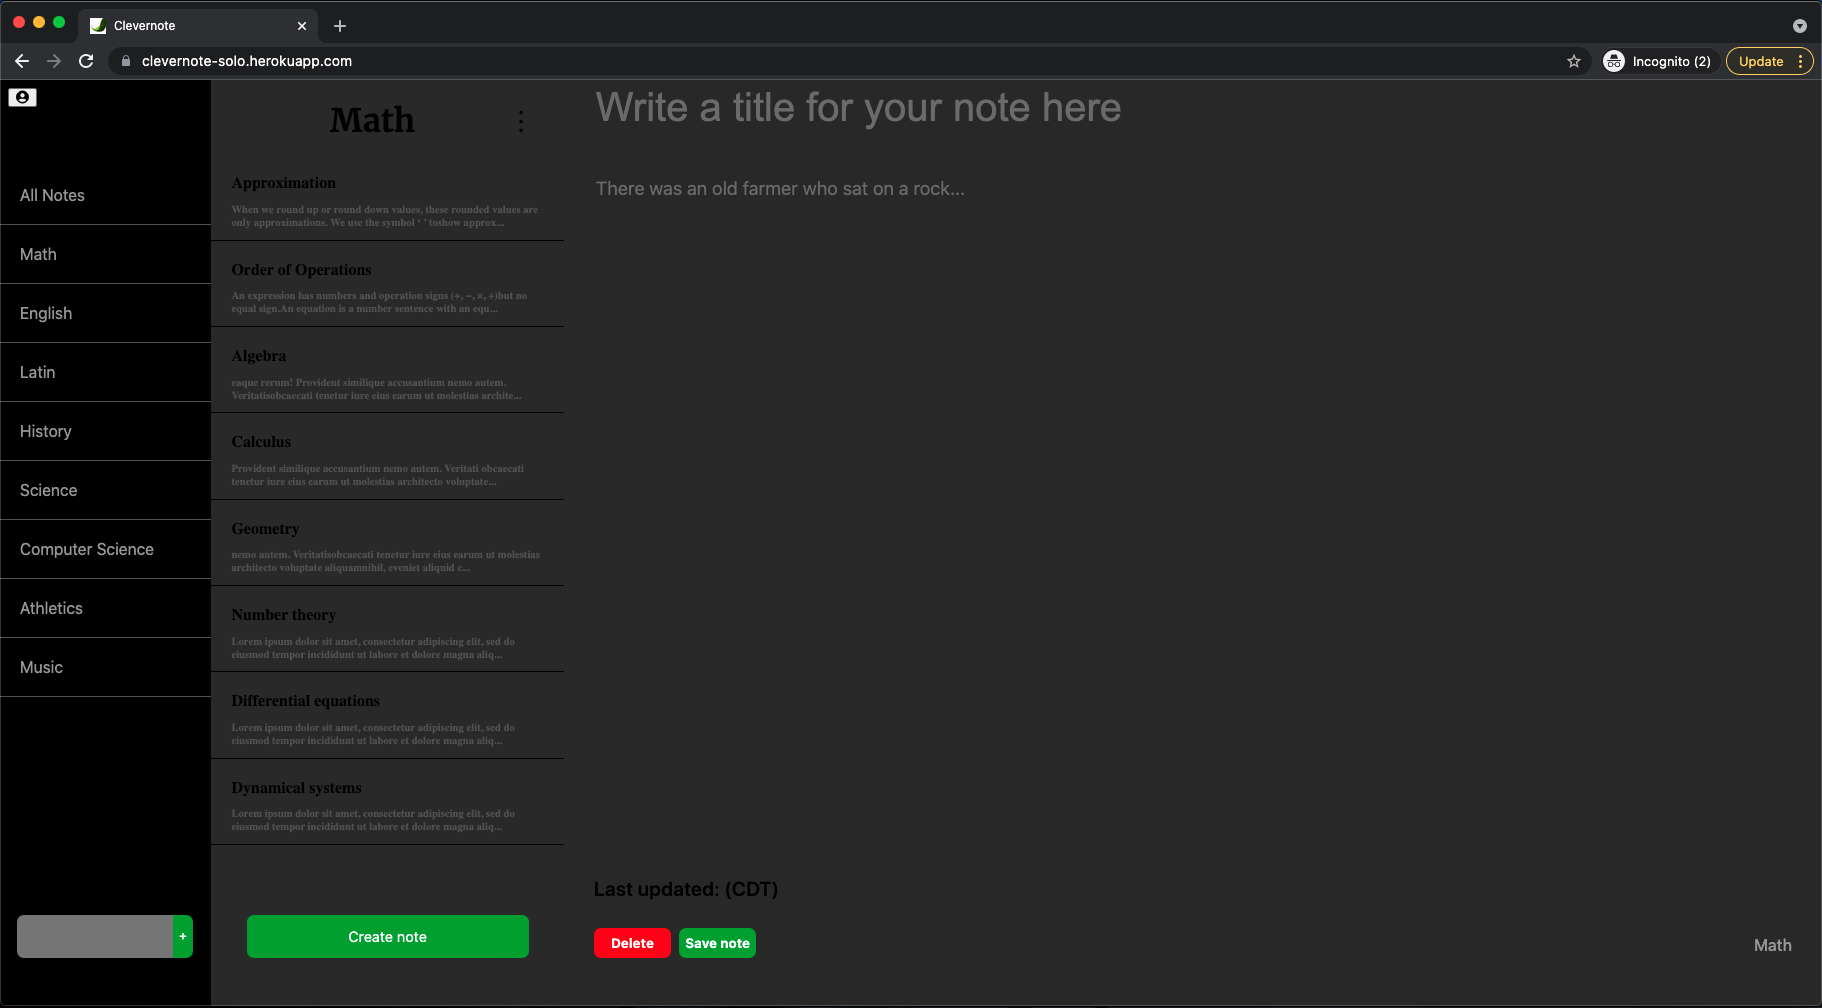 Clevernote
clevernote-solo.herokuapp.com
Incognito (2)
Update
All Notes
Math
English
Latin
History
Science
Computer Science
Athletics
Music
+
Math
Approximation
When we round up or round down values, these rounded values are
only approximations. We use the symbol ‘ ’ toshow approx...
Order of Operations
An expression has numbers and operation signs (+, −, ×, ÷)but no
equal sign.An equation is a number sentence with an equ...
Algebra
eaque rerum! Provident similique accusantium nemo autem.
Veritatisobcaecati tenetur iure eius earum ut molestias archite...
Calculus
Provident similique accusantium nemo autem. Veritati obcaecati
tenetur iure eius earum ut molestias architecto voluptate...
Geometry
nemo autem. Veritatisobcaecati tenetur iure eius earum ut molestias
architecto voluptate aliquamnihil, eveniet aliquid c...
Number theory
Lorem ipsum dolor sit amet, consectetur adipiscing elit, sed do
eiusmod tempor incididunt ut labore et dolore magna aliq...
Differential equations
Lorem ipsum dolor sit amet, consectetur adipiscing elit, sed do
eiusmod tempor incididunt ut labore et dolore magna aliq...
Dynamical systems
Lorem ipsum dolor sit amet, consectetur adipiscing elit, sed do
eiusmod tempor incididunt ut labore et dolore magna aliq...
Create note
Write a title for your note here
There was an old farmer who sat on a rock...
Last updated: (CDT)
Delete
Save note
Math